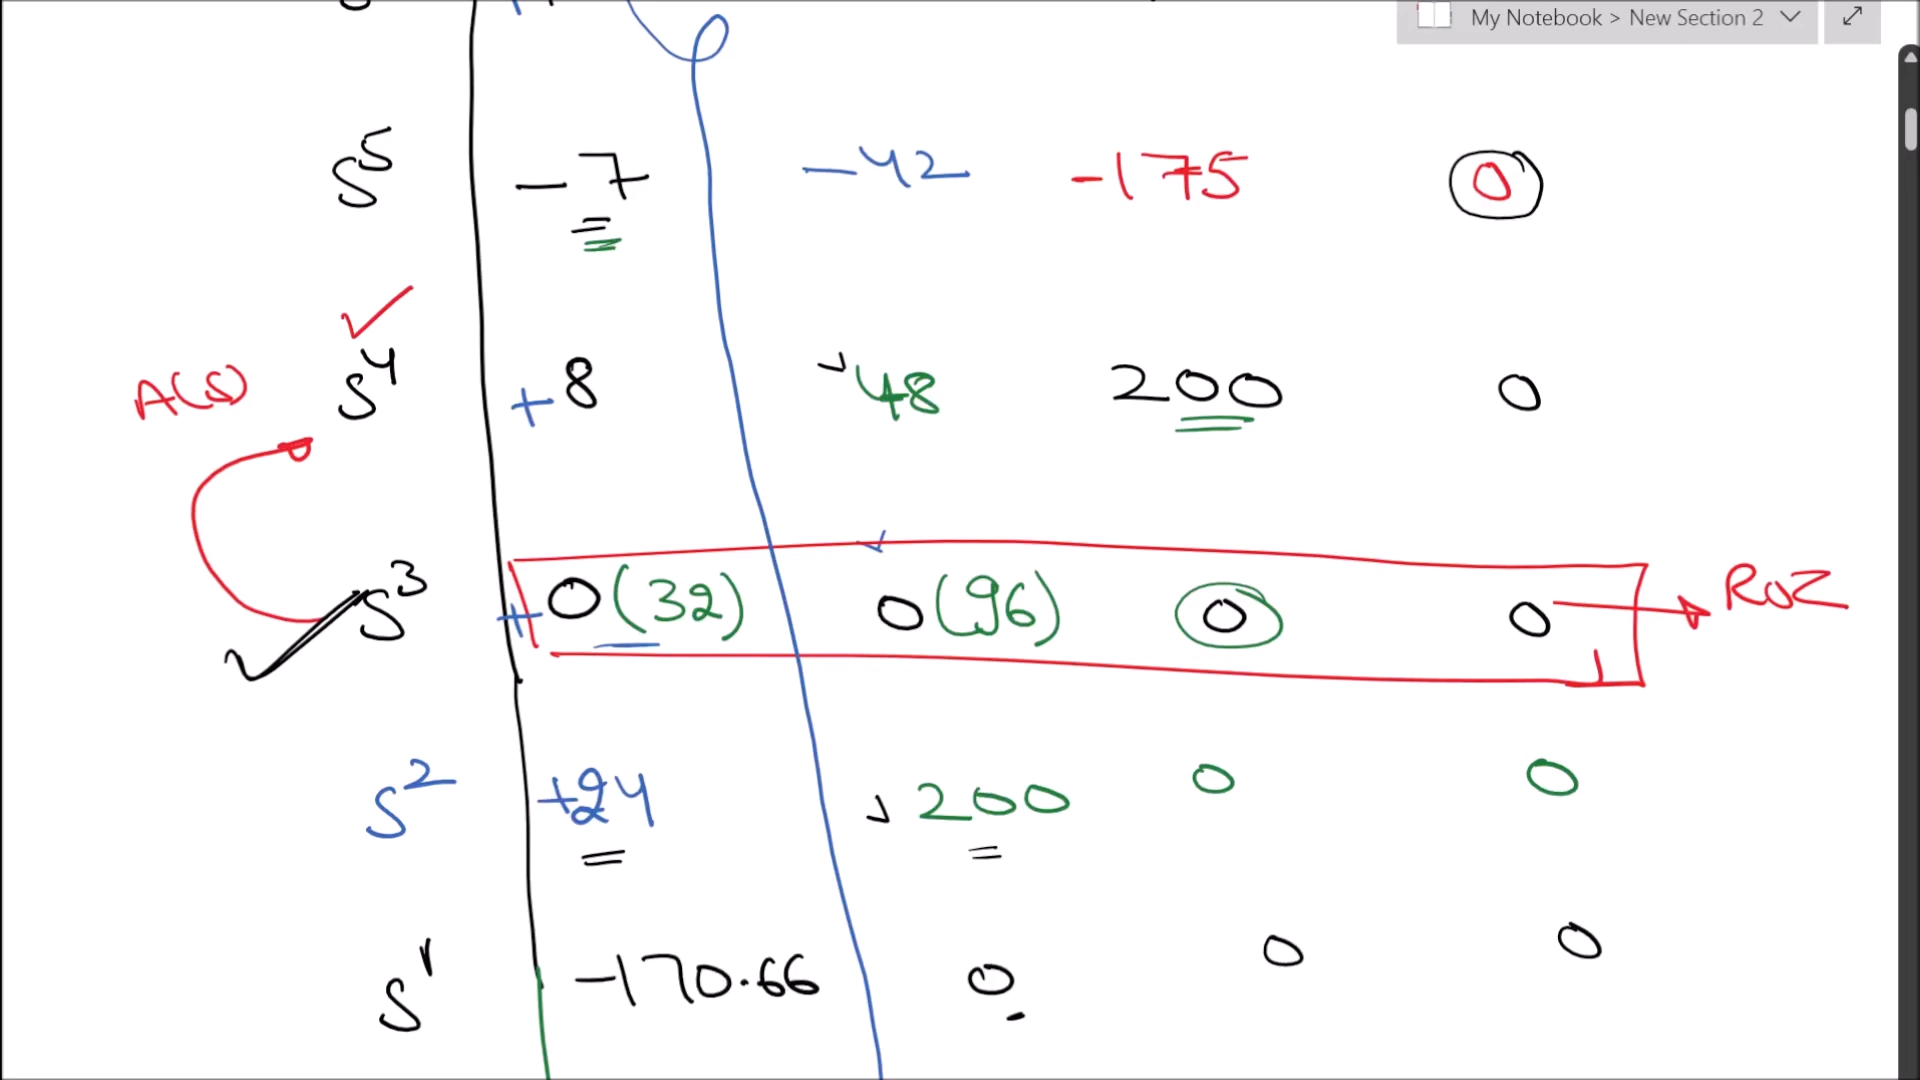 My Notebook > New Section 2
s⁵ -7 -42 -175 0
A(s) s⁴ +8 48 200 0
s³ + 0(32) 0(96) 0 0 ROZ
s² +24 200 0 0
s¹ -170.66 0 0 0